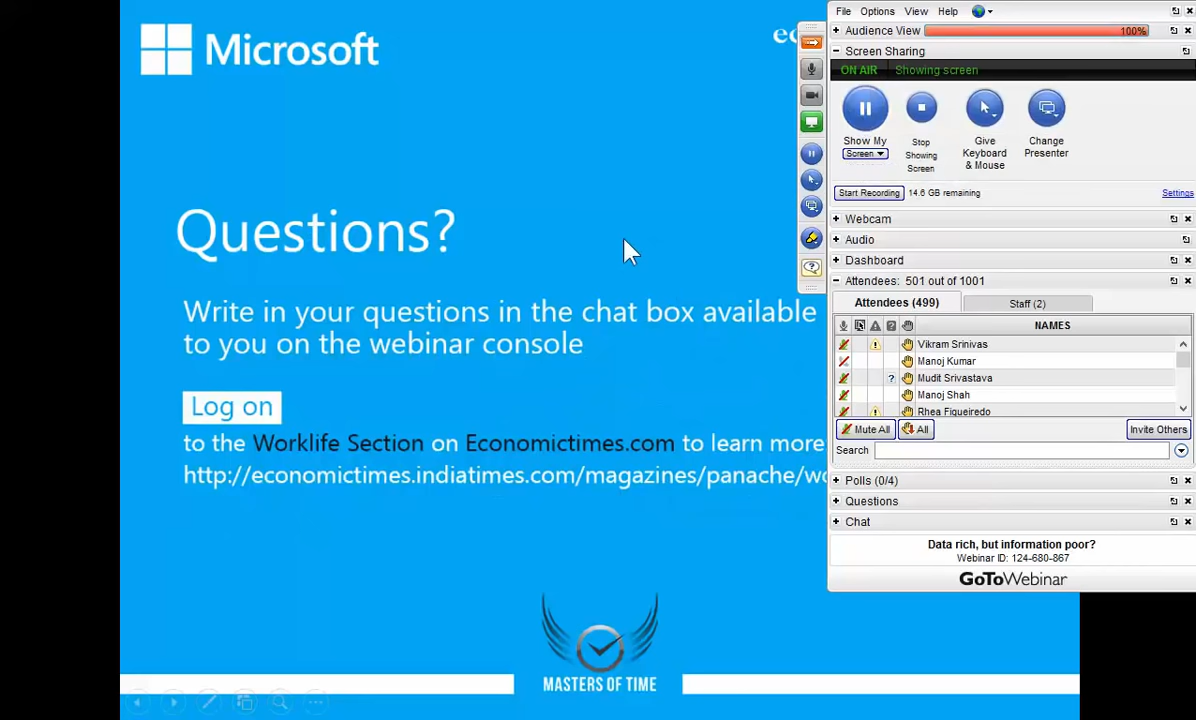 Microsoft
Questions?
Write in your questions in the chat box available
to you on the webinar console
Log on
to the Worklife Section on Economictimes.com to learn more
http://economictimes.indiatimes.com/magazines/panache/wo
MASTERS OF TIME
File Options View Help
Audience View 100%
Screen Sharing
ON AIR Showing screen
Show My
Screen
Stop
Showing
Screen
Give
Keyboard
& Mouse
Change
Presenter
Start Recording 14.6 GB remaining Settings
Webcam
Audio
Dashboard
Attendees: 501 out of 1001
Attendees (499) Staff (2)
NAMES
Vikram Srinivas
Manoj Kumar
? Mudit Srivastava
Manoj Shah
Rhea Figueiredo
Mute All All Invite Others
Search
Polls (0/4)
Questions
Chat
Data rich, but information poor?
Webinar ID: 124-680-867
GoToWebinar